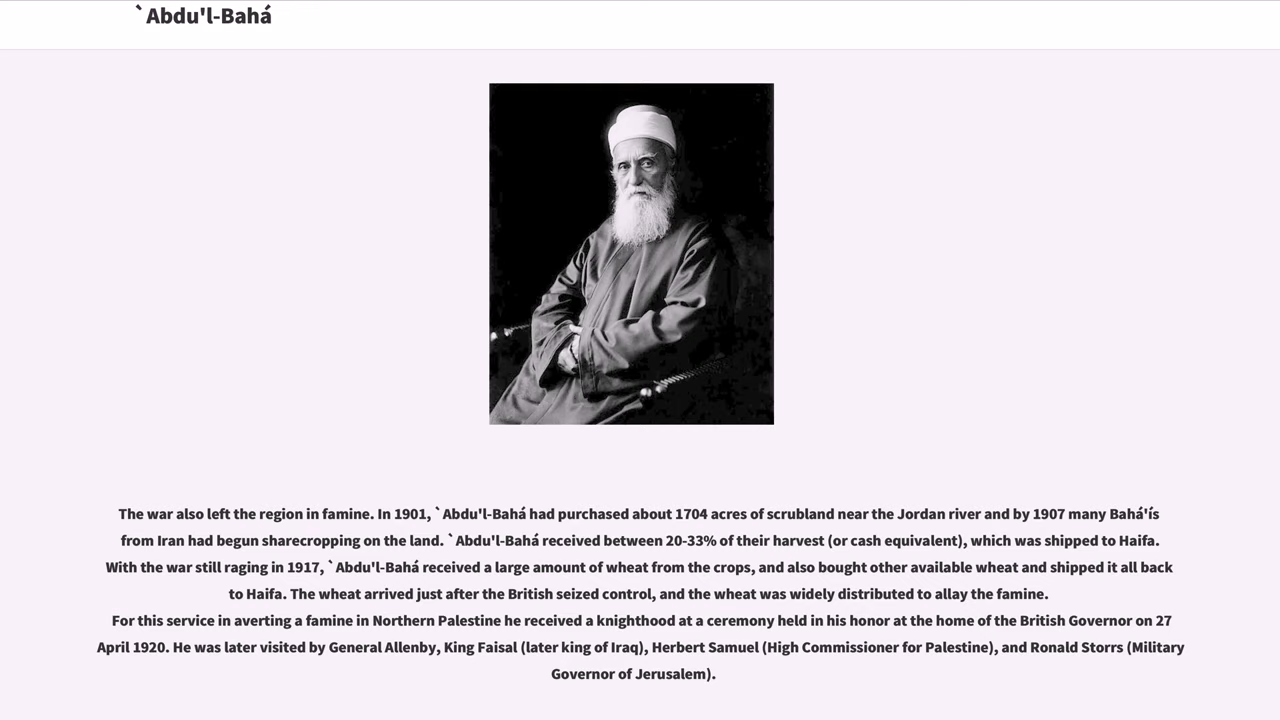 `Abdu'l-Bahá
The war also left the region in famine. In 1901, `Abdu'l-Bahá had purchased about 1704 acres of scrubland near the Jordan river and by 1907 many Bahá'ís
from Iran had begun sharecropping on the land. `Abdu'l-Bahá received between 20-33% of their harvest (or cash equivalent), which was shipped to Haifa.
With the war still raging in 1917, `Abdu'l-Bahá received a large amount of wheat from the crops, and also bought other available wheat and shipped it all back
to Haifa. The wheat arrived just after the British seized control, and the wheat was widely distributed to allay the famine.
For this service in averting a famine in Northern Palestine he received a knighthood at a ceremony held in his honor at the home of the British Governor on 27
April 1920. He was later visited by General Allenby, King Faisal (later king of Iraq), Herbert Samuel (High Commissioner for Palestine), and Ronald Storrs (Military
Governor of Jerusalem).